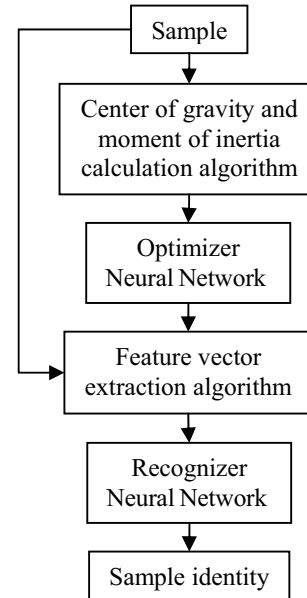 Sample
Center of gravity and
moment of inertia
calculation algorithm
Optimizer
Neural Network
Feature vector
extraction algorithm
Recognizer
Neural Network
Sample identity